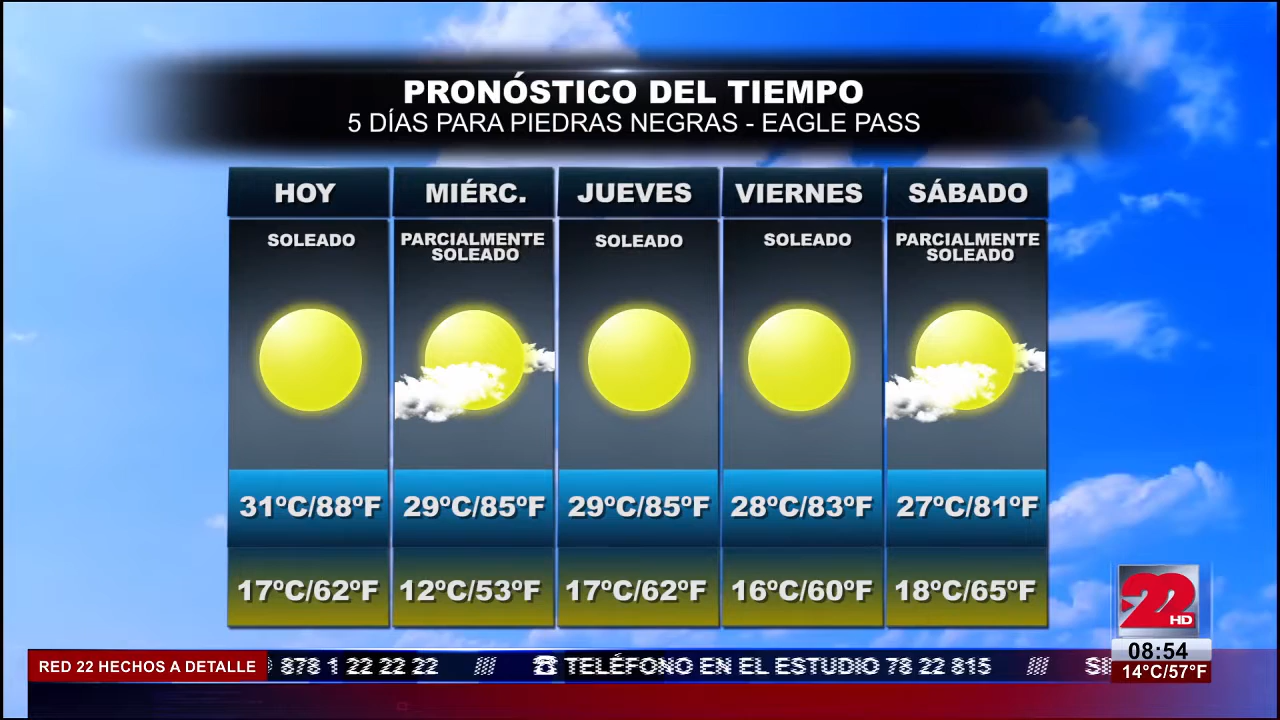 PRONÓSTICO DEL TIEMPO
5 DÍAS PARA PIEDRAS NEGRAS - EAGLE PASS
HOY
MIÉRC.
JUEVES
VIERNES
SÁBADO
SOLEADO
PARCIALMENTE
SOLEADO
SOLEADO
SOLEADO
PARCIALMENTE
SOLEADO
31ºC/88ºF
29ºC/85ºF
29ºC/85ºF
28ºC/83ºF
27ºC/81ºF
17ºC/62ºF
12ºC/53ºF
17ºC/62ºF
16ºC/60ºF
18ºC/65ºF
22
HD
08:54
14°C/57°F
RED 22 HECHOS A DETALLE
878 1 22 22 22 //// ☎ TELÉFONO EN EL ESTUDIO 78 22 815 ////